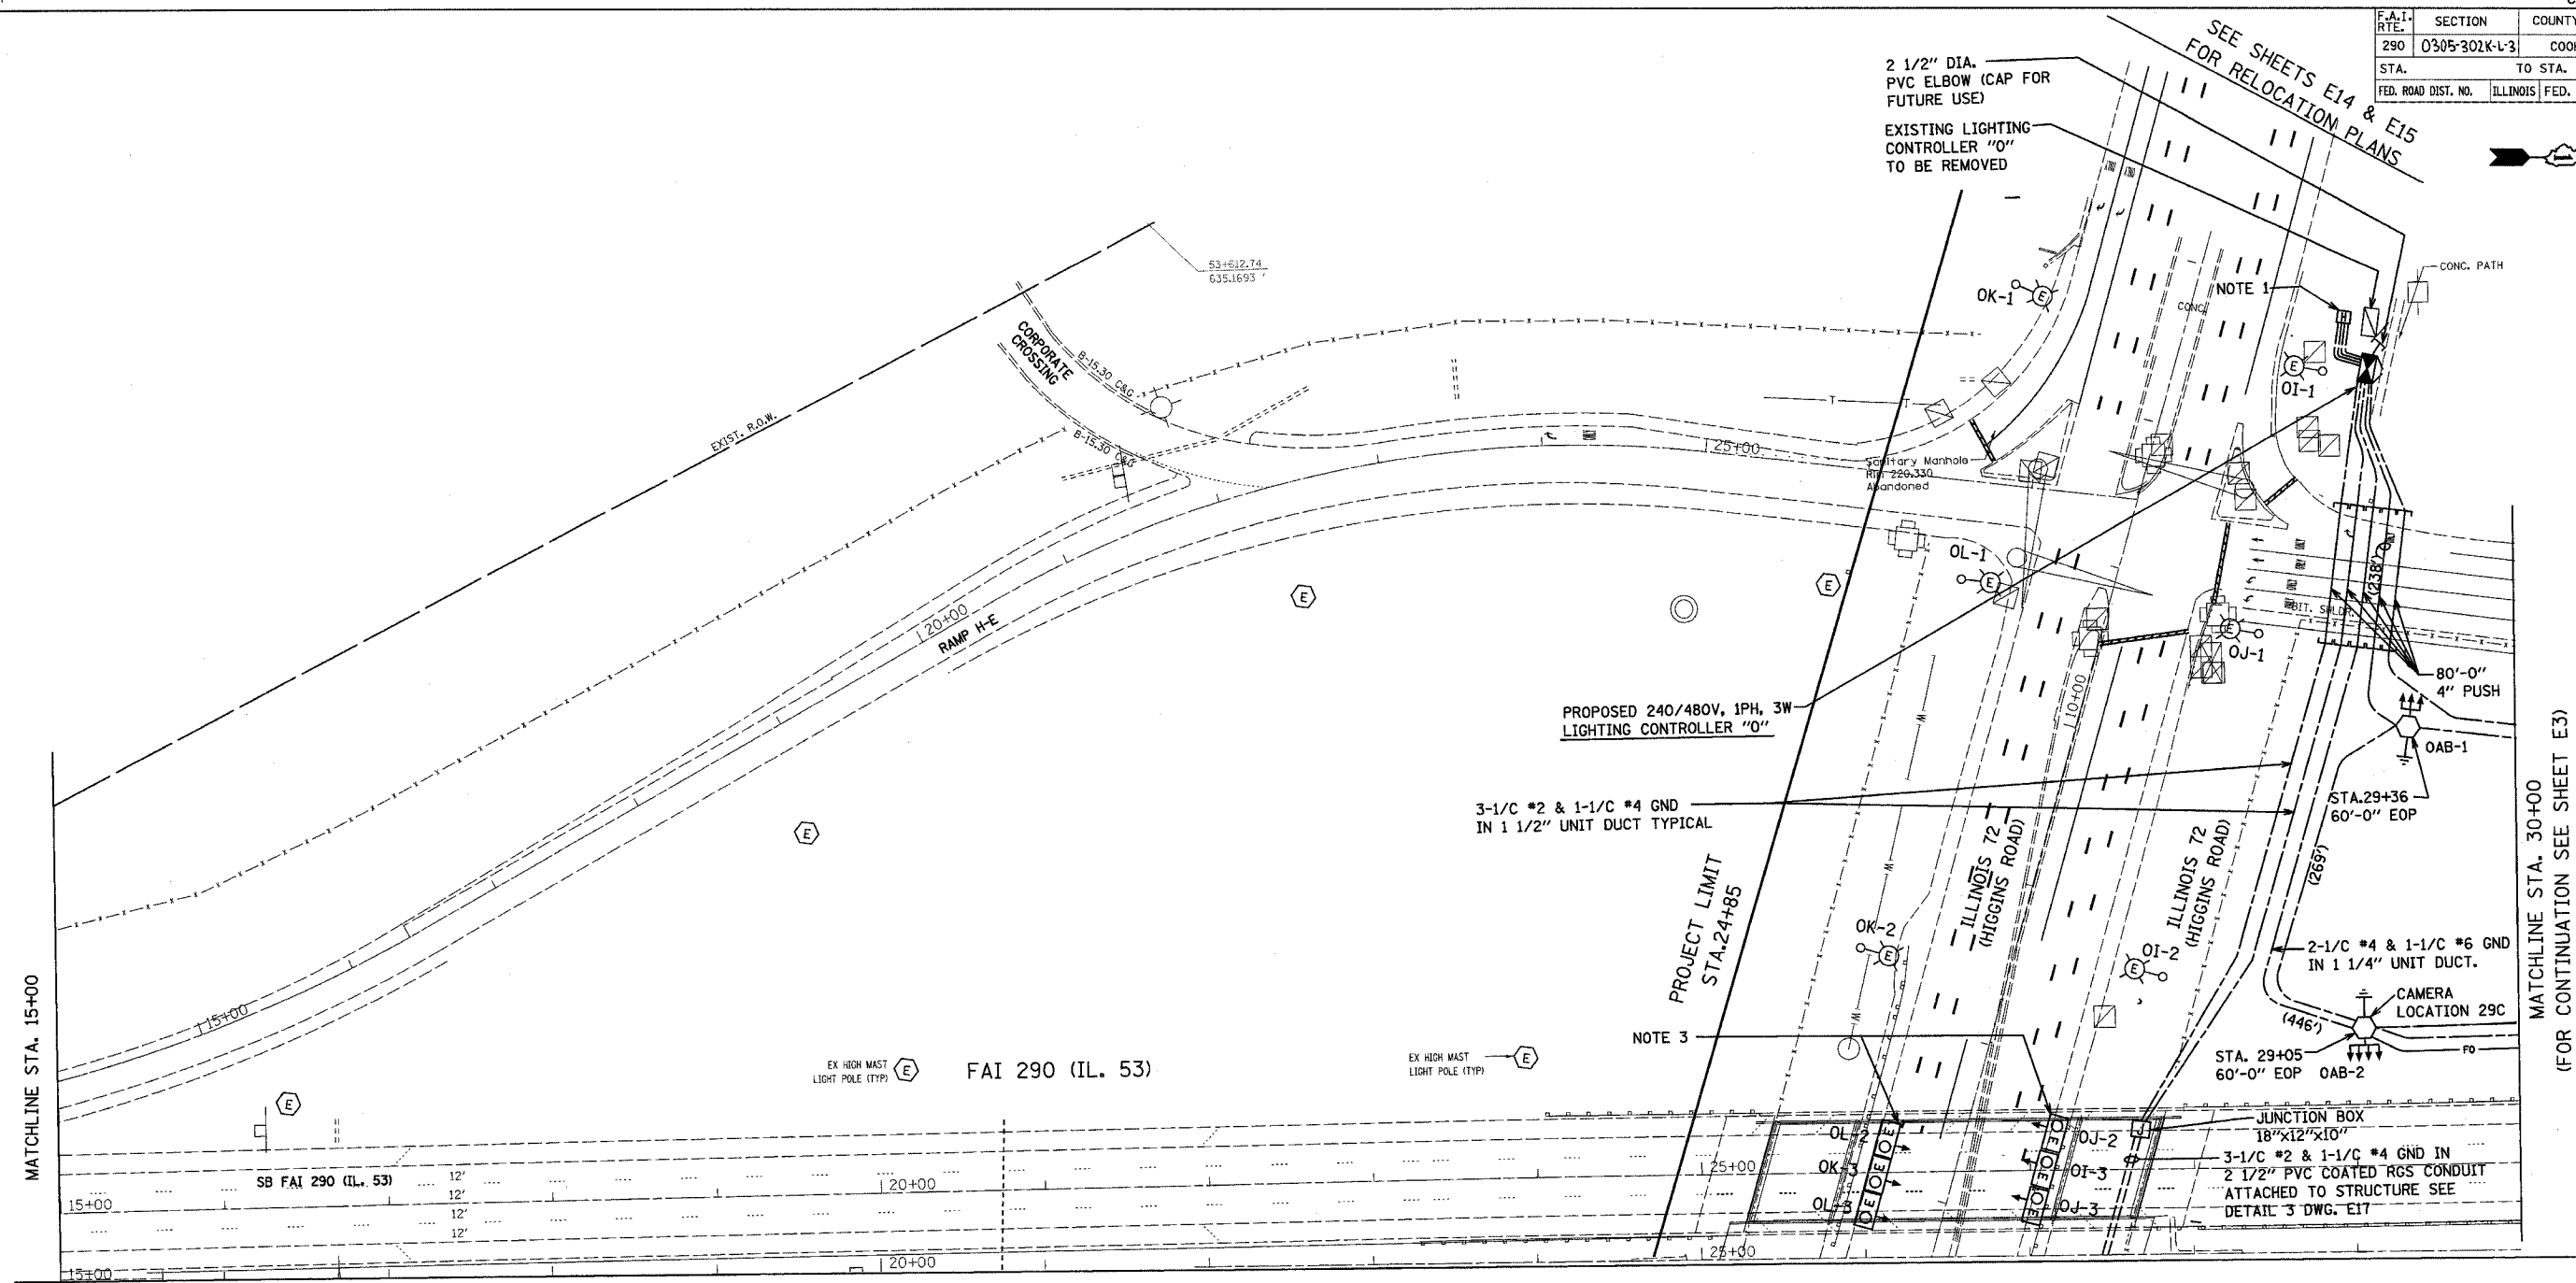 F.A.I. RTE. SECTION COUNTY
290 0305-302K-L-3
STA. TO STA.
FED. ROAD DIST. NO. ILLINOIS FED.
SEE SHEETS E14 & E15
FOR RELOCATION PLANS
2 1/2" DIA.
PVC ELBOW (CAP FOR
FUTURE USE)
EXISTING LIGHTING
CONTROLLER "O"
TO BE REMOVED
CONC. PATH
NOTE 1
CONC.
OK-1
OI-1
53+612.74
635.1693 '
CORPORATE
CROSSING
B-15.30 C&G
B-15.30 C&G
EXIST. R.O.W.
25+00
Sanitary Manhole
Rim 220.330
Abandoned
OL-1
OJ-1
(238')
BIT. SHLDR.
80'-0"
4" PUSH
20+00
RAMP H-E
10+00
PROPOSED 240/480V, 1PH, 3W
LIGHTING CONTROLLER "O"
OAB-1
STA.29+36
60'-0" EOP
3-1/C #2 & 1-1/C #4 GND
IN 1 1/2" UNIT DUCT TYPICAL
ILLINOIS 72
(HIGGINS ROAD)
ILLINOIS 72
(HIGGINS ROAD)
(269')
PROJECT LIMIT
STA.24+85
OK-2
OI-2
2-1/C #4 & 1-1/C #6 GND
IN 1 1/4" UNIT DUCT.
CAMERA
LOCATION 29C
(446')
FO
STA. 29+05
60'-0" EOP OAB-2
MATCHLINE STA. 30+00
(FOR CONTINUATION SEE SHEET E3)
MATCHLINE STA. 15+00
15+00
NOTE 3
EX HIGH MAST
LIGHT POLE (TYP)
E
FAI 290 (IL. 53)
EX HIGH MAST
LIGHT POLE (TYP)
E
E
E
E
E
JUNCTION BOX
18"x12"x10"
3-1/C #2 & 1-1/C #4 GND IN
2 1/2" PVC COATED RGS CONDUIT
ATTACHED TO STRUCTURE SEE
DETAIL 3 DWG. E17
OL-2
OK-3
OL-3
OJ-2
OI-3
OJ-3
SB FAI 290 (IL. 53)
12'
12'
12'
12'
15+00
20+00
25+00
15+00
20+00
25+00